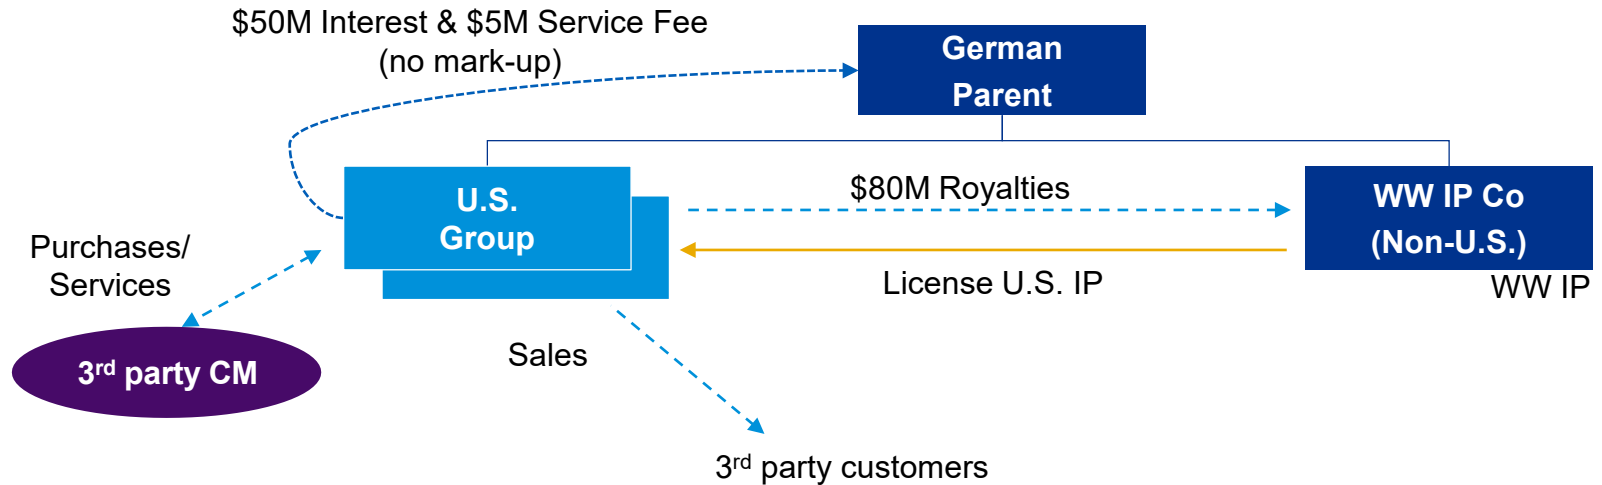 $50M Interest & $5M Service Fee
(no mark-up)
German
Parent
U.S.
Group
$80M Royalties
WW IP Co
(Non-U.S.)
Purchases/
Services
License U.S. IP
WW IP
3rd party CM
Sales
3rd party customers